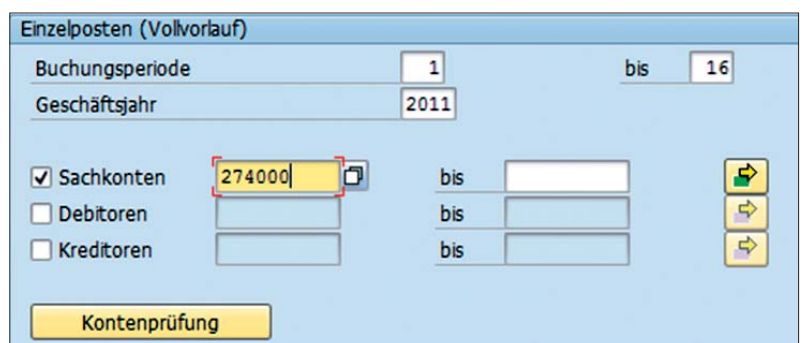 Einzelposten (Vollvorlauf)
Buchungsperiode 1 bis 16
Geschäftsjahr 2011
Sachkonten 274000 bis
Debitoren bis
Kreditoren bis
Kontenprüfung